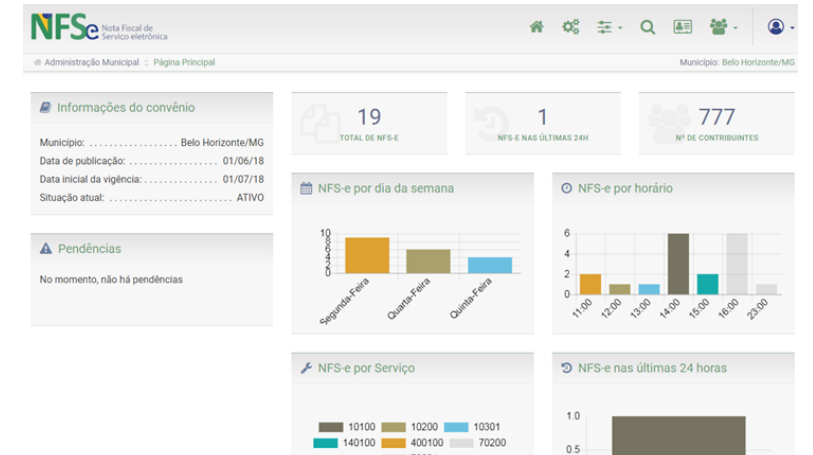 NFSe Nota Fiscal de
Serviço eletrônica
Administração Municipal :: Página Principal
Município: Belo Horizonte/MG
Informações do convênio
Município: .................. Belo Horizonte/MG
Data de publicação: .................. 01/06/18
Data inicial da vigência: ............... 01/07/18
Situação atual: ......................... ATIVO
Pendências
No momento, não há pendências
19
TOTAL DE NFS-E
1
NFS-E NAS ÚLTIMAS 24H
777
Nº DE CONTRIBUINTES
NFS-e por dia da semana
10
8
6
4
2
0
Segunda-Feira
Quarta-Feira
Quinta-Feira
NFS-e por horário
6
4
2
0
11:00
12:00
13:00
14:00
15:00
16:00
23:00
NFS-e por Serviço
10100 10200 10301
140100 400100 70200
NFS-e nas últimas 24 horas
1.0
0.5